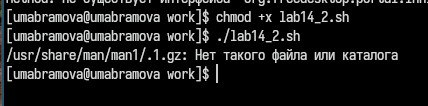 [umabramova@umabramova work]$ chmod +x lab14_2.sh
[umabramova@umabramova work]$ ./lab14_2.sh
/usr/share/man/man1/.1.gz: Нет такого файла или каталога
[umabramova@umabramova work]$